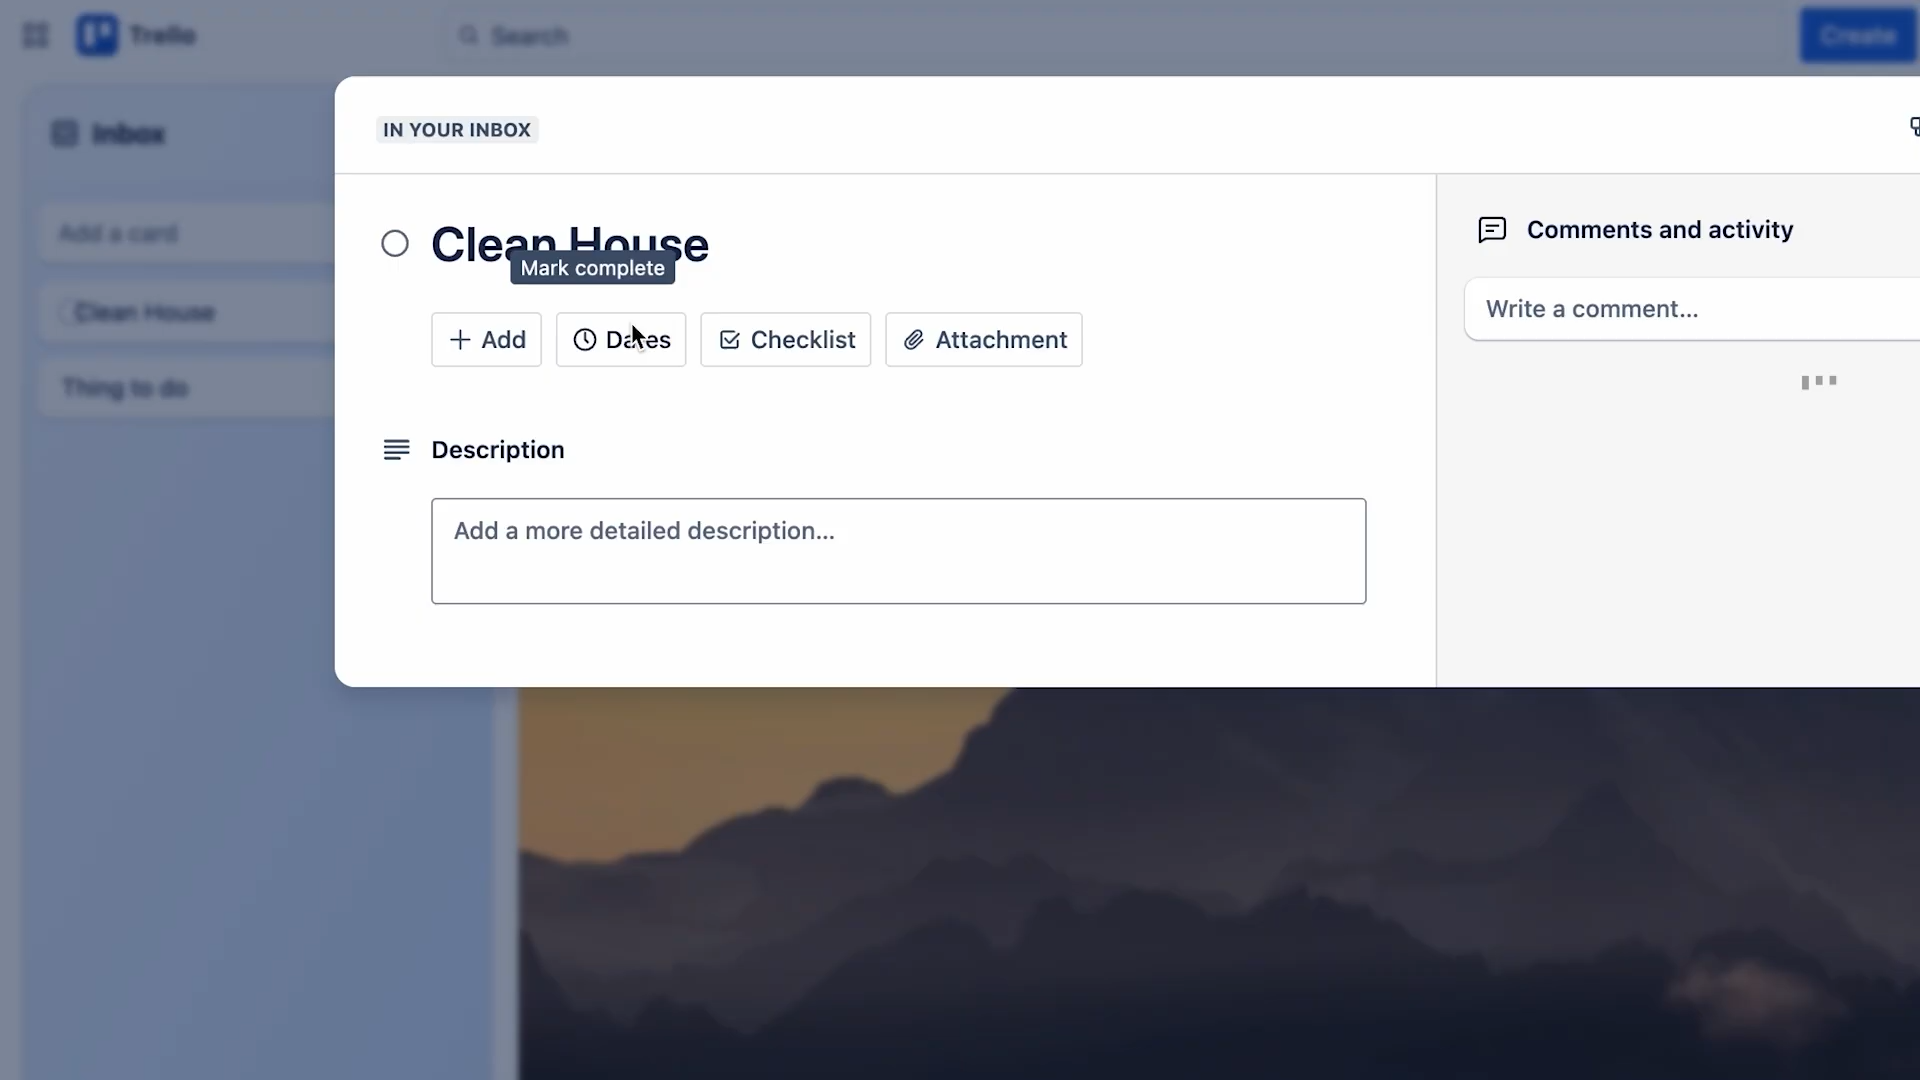 Trello
Search
Create
Inbox
Add a card
Clean House
Thing to do
IN YOUR INBOX
Clean House
Mark complete
Add
Dates
Checklist
Attachment
Description
Add a more detailed description...
Comments and activity
Write a comment...